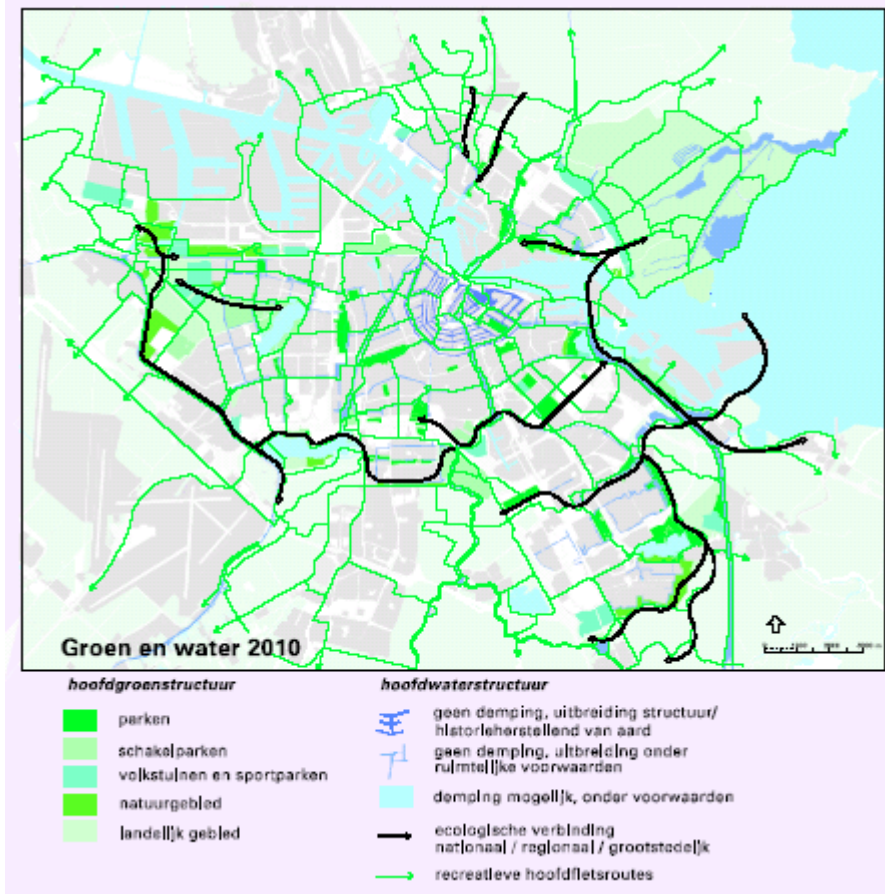 Groen en water 2010
hoofdgroenstructuur
parken
schakelparken
volkstuinen en sportparken
natuurgebied
landelijk gebied
hoofdwaterstructuur
geen demping, uitbreiding structuur/
historieherstellend van aard
geen demping, uitbreiding onder
ruimtelijke voorwaarden
demping mogelijk, onder voorwaarden
ecologische verbinding
nationaal / regionaal / grootstedelijk
recreatieve hoofdfietsroutes